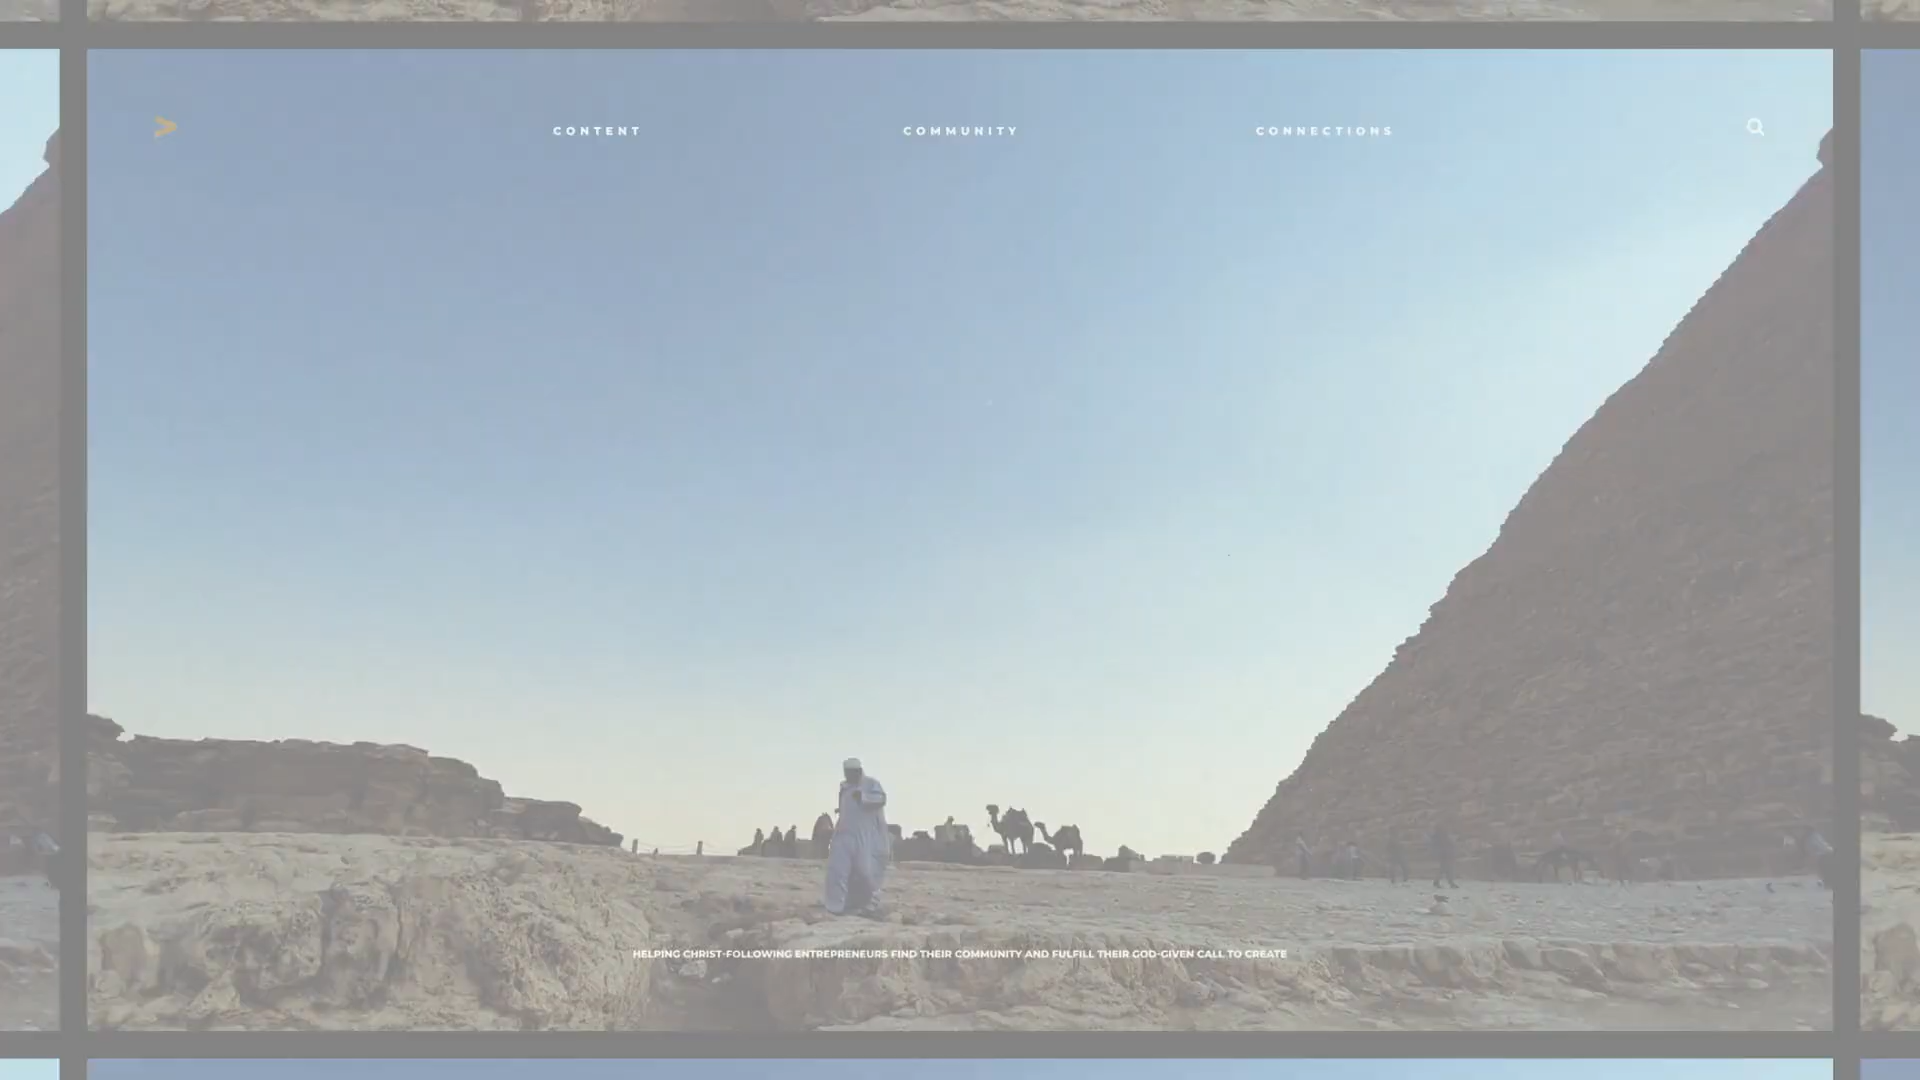 >
CONTENT COMMUNITY CONNECTIONS
HELPING CHRIST-FOLLOWING ENTREPRENEURS FIND THEIR COMMUNITY AND FULFILL THEIR GOD-GIVEN CALL TO CREATE